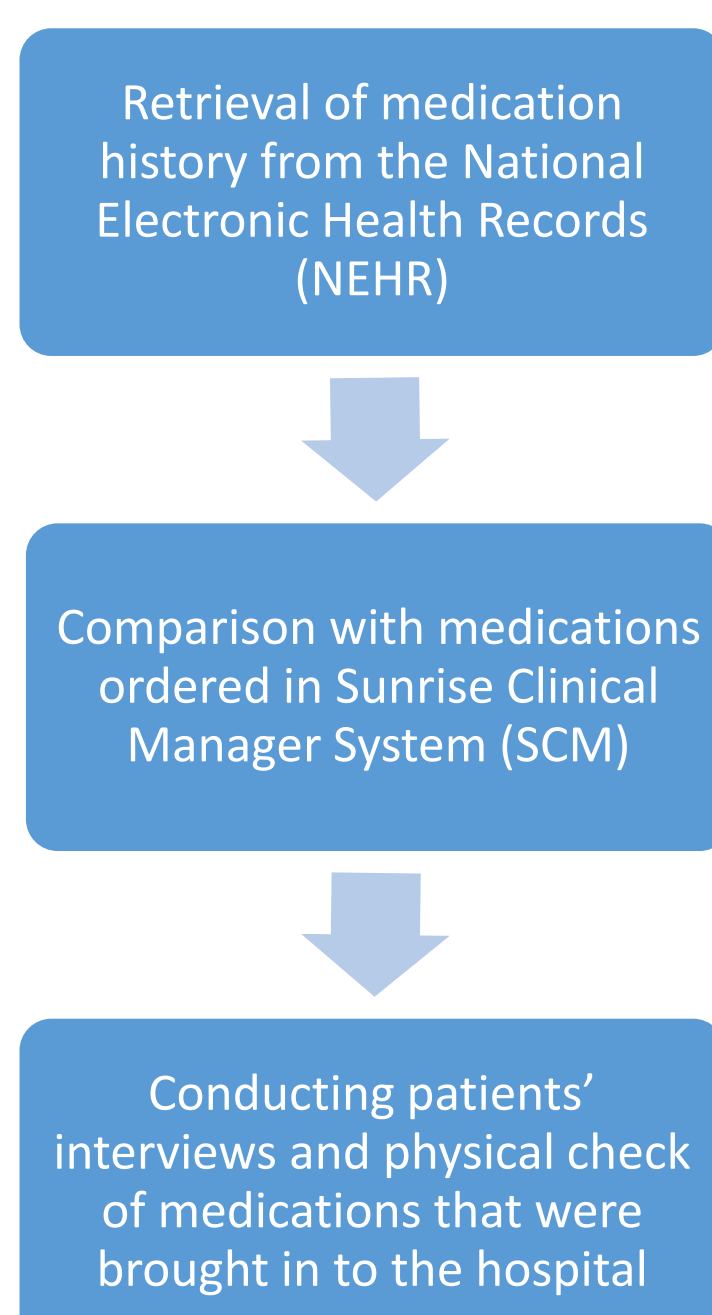 Retrieval of medication
history from the National
Electronic Health Records
(NEHR)
Comparison with medications
ordered in Sunrise Clinical
Manager System (SCM)
Conducting patients’
interviews and physical check
of medications that were
brought in to the hospital